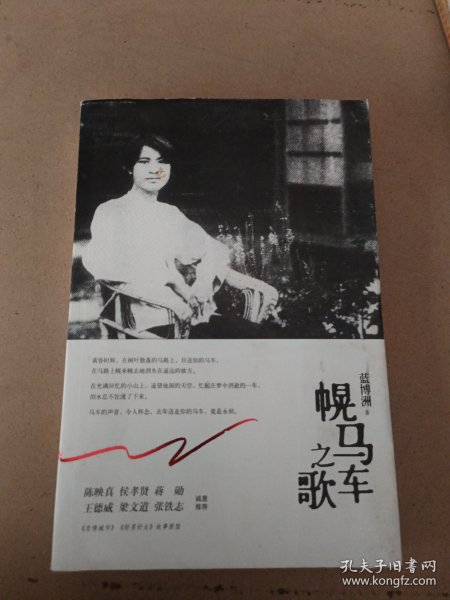 黄昏时候，在树叶散落的马路上，目送你的马车，
在马路上幌来幌去地消失在遥远的彼方。
在充满回忆的小山上，遥望他国的天空，忆起在梦中消逝的一年，
泪水忍不住流了下来。
马车的声音，令人怀念，去年送走你的马车，竟是永别。
蓝博洲 著
幌马车之歌
陈映真 侯孝贤 蒋勋
王德威 梁文道 张铁志
诚意推荐
《悲情城市》《好男好女》故事原型
孔夫子旧书网
www.kongfz.com